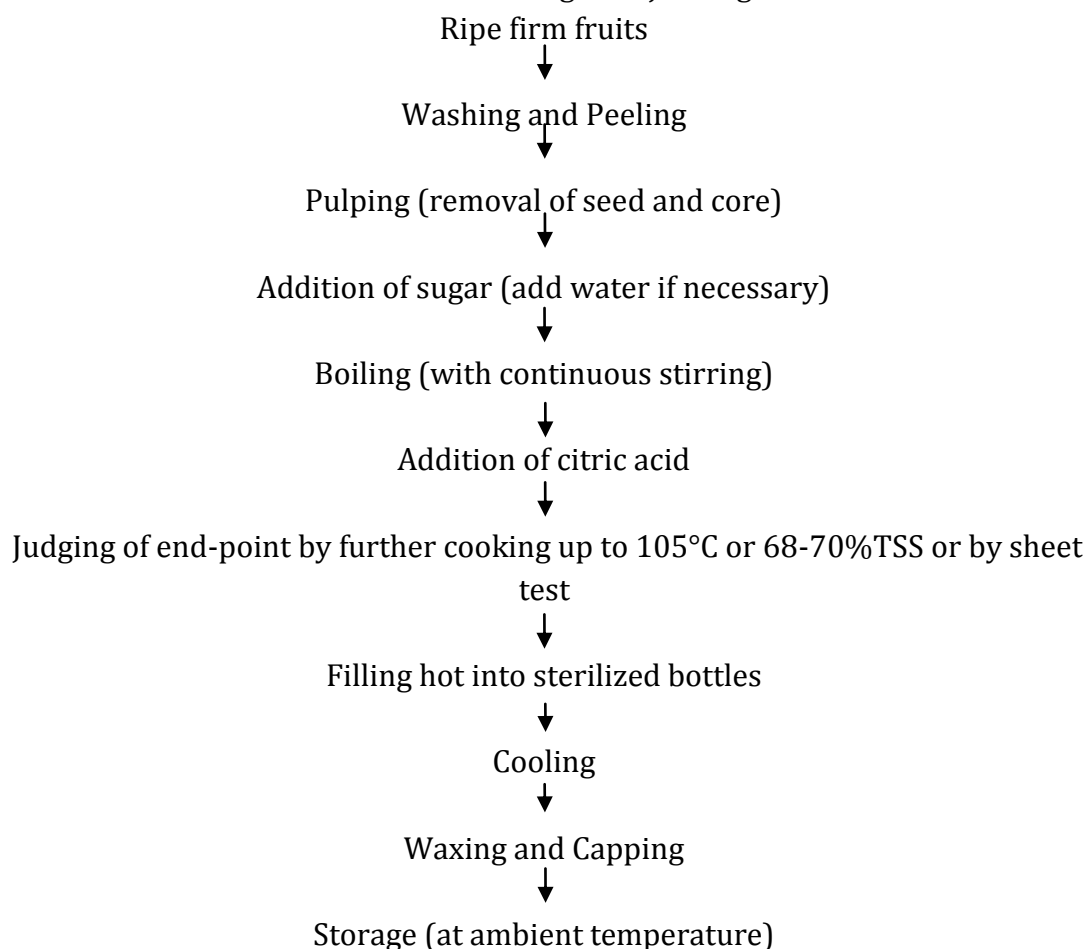 Ripe firm fruits
Washing and Peeling
Pulping (removal of seed and core)
Addition of sugar (add water if necessary)
Boiling (with continuous stirring)
Addition of citric acid
Judging of end-point by further cooking up to 105°C or 68-70%TSS or by sheet
test
Filling hot into sterilized bottles
Cooling
Waxing and Capping
Storage (at ambient temperature)